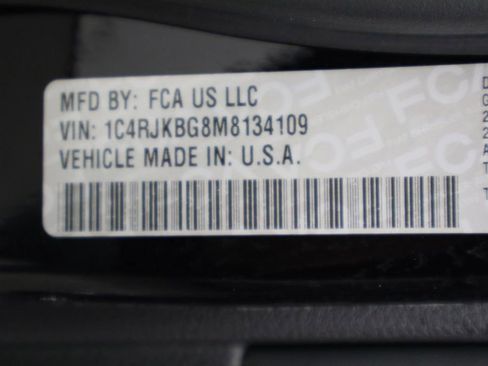 MFD BY: FCA US LLC
VIN: 1C4RJKBG8M8134109
VEHICLE MADE IN: U.S.A.